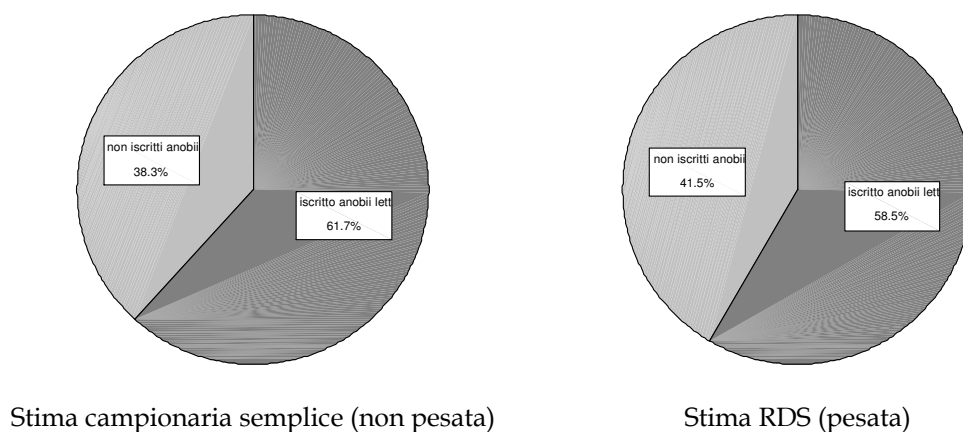 non iscritti anobii
38.3%
iscritto anobii lett
61.7%
non iscritti anobii
41.5%
iscritto anobii lett
58.5%
Stima campionaria semplice (non pesata)
Stima RDS (pesata)